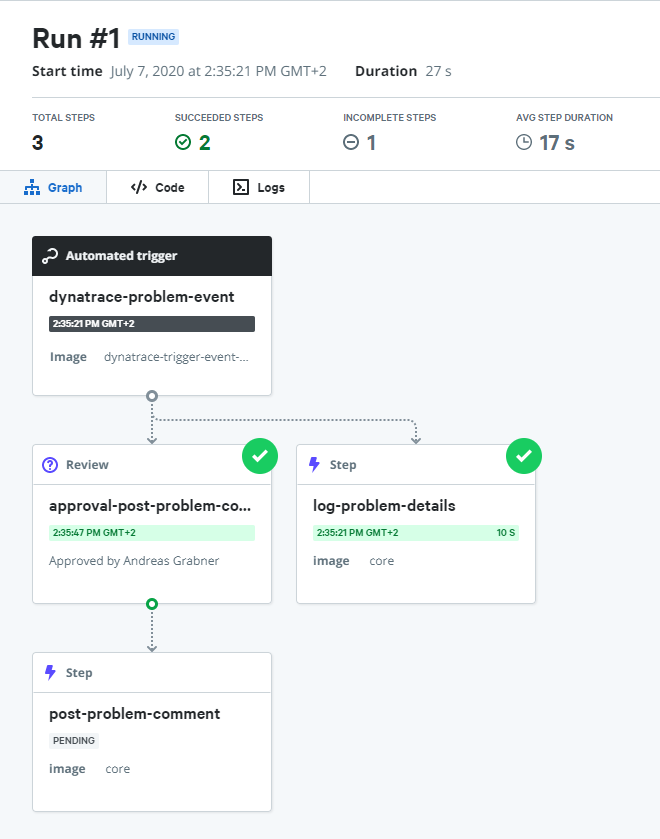 Run #1 RUNNING
Start time July 7, 2020 at 2:35:21 PM GMT+2 Duration 27 s
TOTAL STEPS SUCCEEDED STEPS INCOMPLETE STEPS AVG STEP DURATION
3 2 1 17 s
Graph Code Logs
Automated trigger
dynatrace-problem-event
2:35:21 PM GMT+2
Image dynatrace-trigger-event-...
Review
approval-post-problem-co...
2:35:47 PM GMT+2
Approved by Andreas Grabner
Step
log-problem-details
2:35:21 PM GMT+2 10 S
image core
Step
post-problem-comment
PENDING
image core